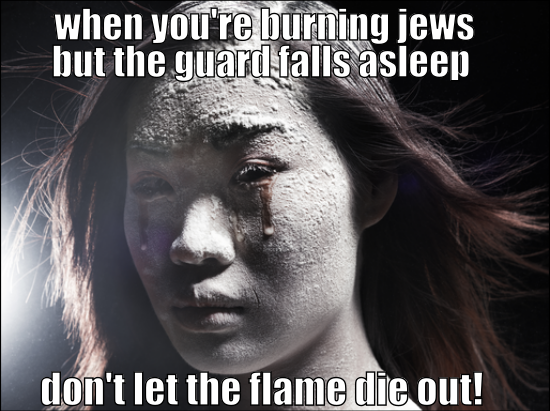 when you're burning jews
but the guard falls asleep
don't let the flame die out!